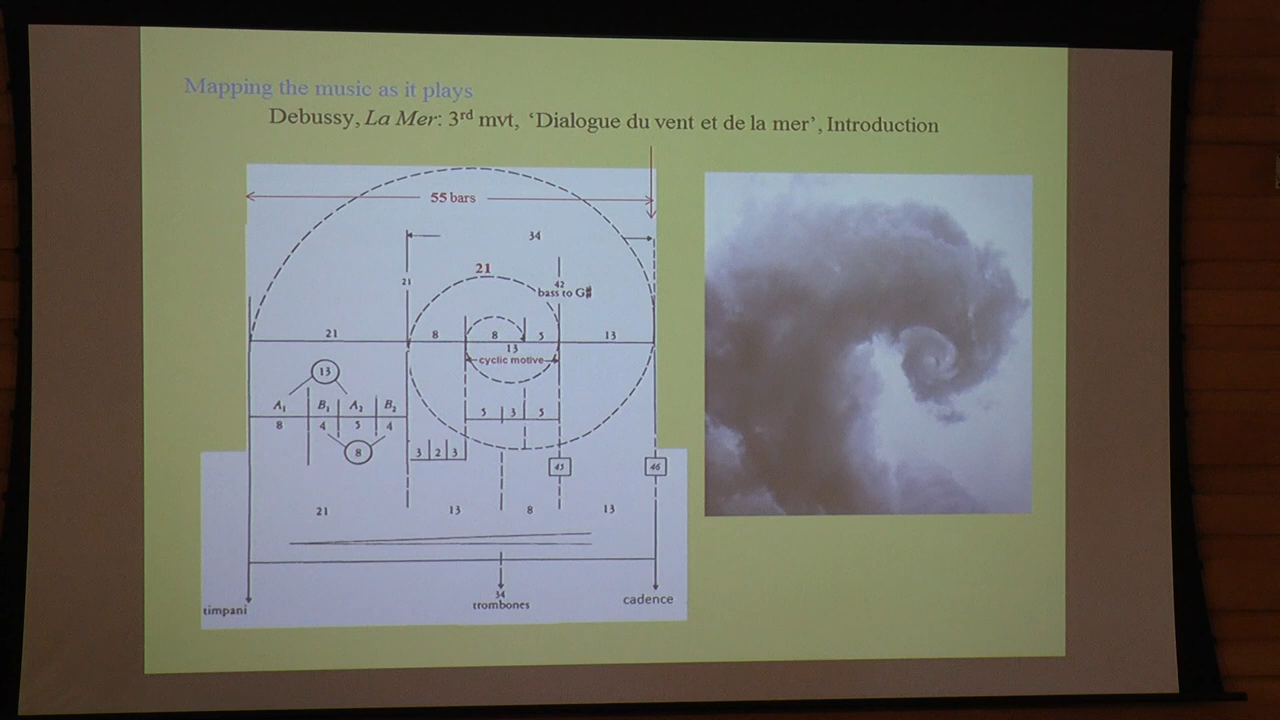 Mapping the music as it plays
Debussy, La Mer: 3rd mvt, ‘Dialogue du vent et de la mer’, Introduction
55 bars
34
21
21
42
bass to G#
21 8 8 5 13
13
cyclic motive
13
A1 B1 A2 B2
5 3 5
8 4 5 4
8
3 2 3
45 46
21 13 8 13
34
trombones
cadence
timpani